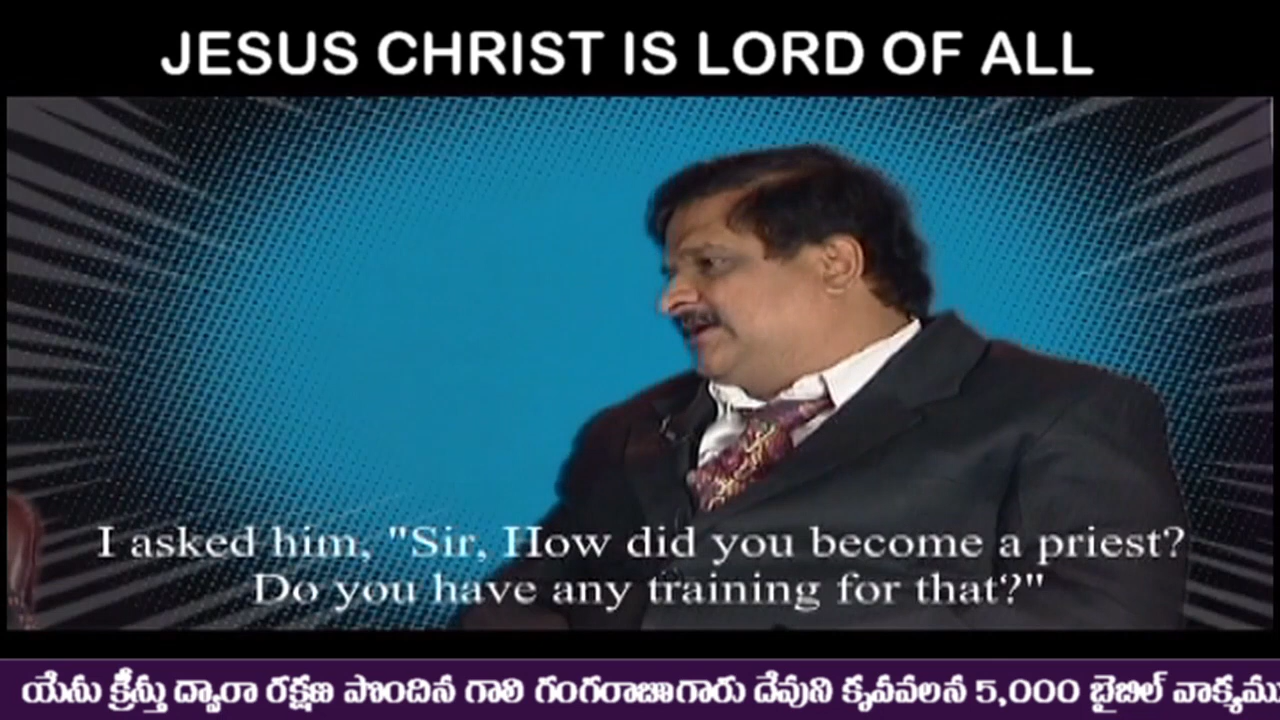 JESUS CHRIST IS LORD OF ALL
I asked him, "Sir, How did you become a priest?
Do you have any training for that?"
యేసు క్రీస్తు ద్వారా రక్షణ పొందిన గాలి గంగరాజుగారు దేవుని కృపవలన 5,000 బైబిల్ వాక్యము